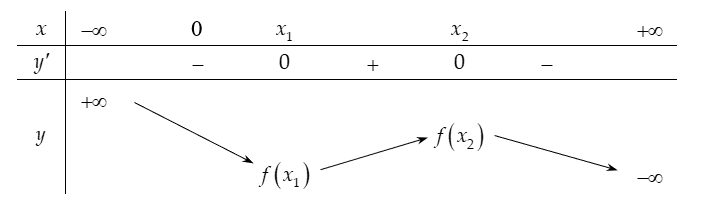 x −∞ 0 x₁ x₂ +∞
y′ − 0 + 0 −
+∞
y f(x₂)
f(x₁) −∞